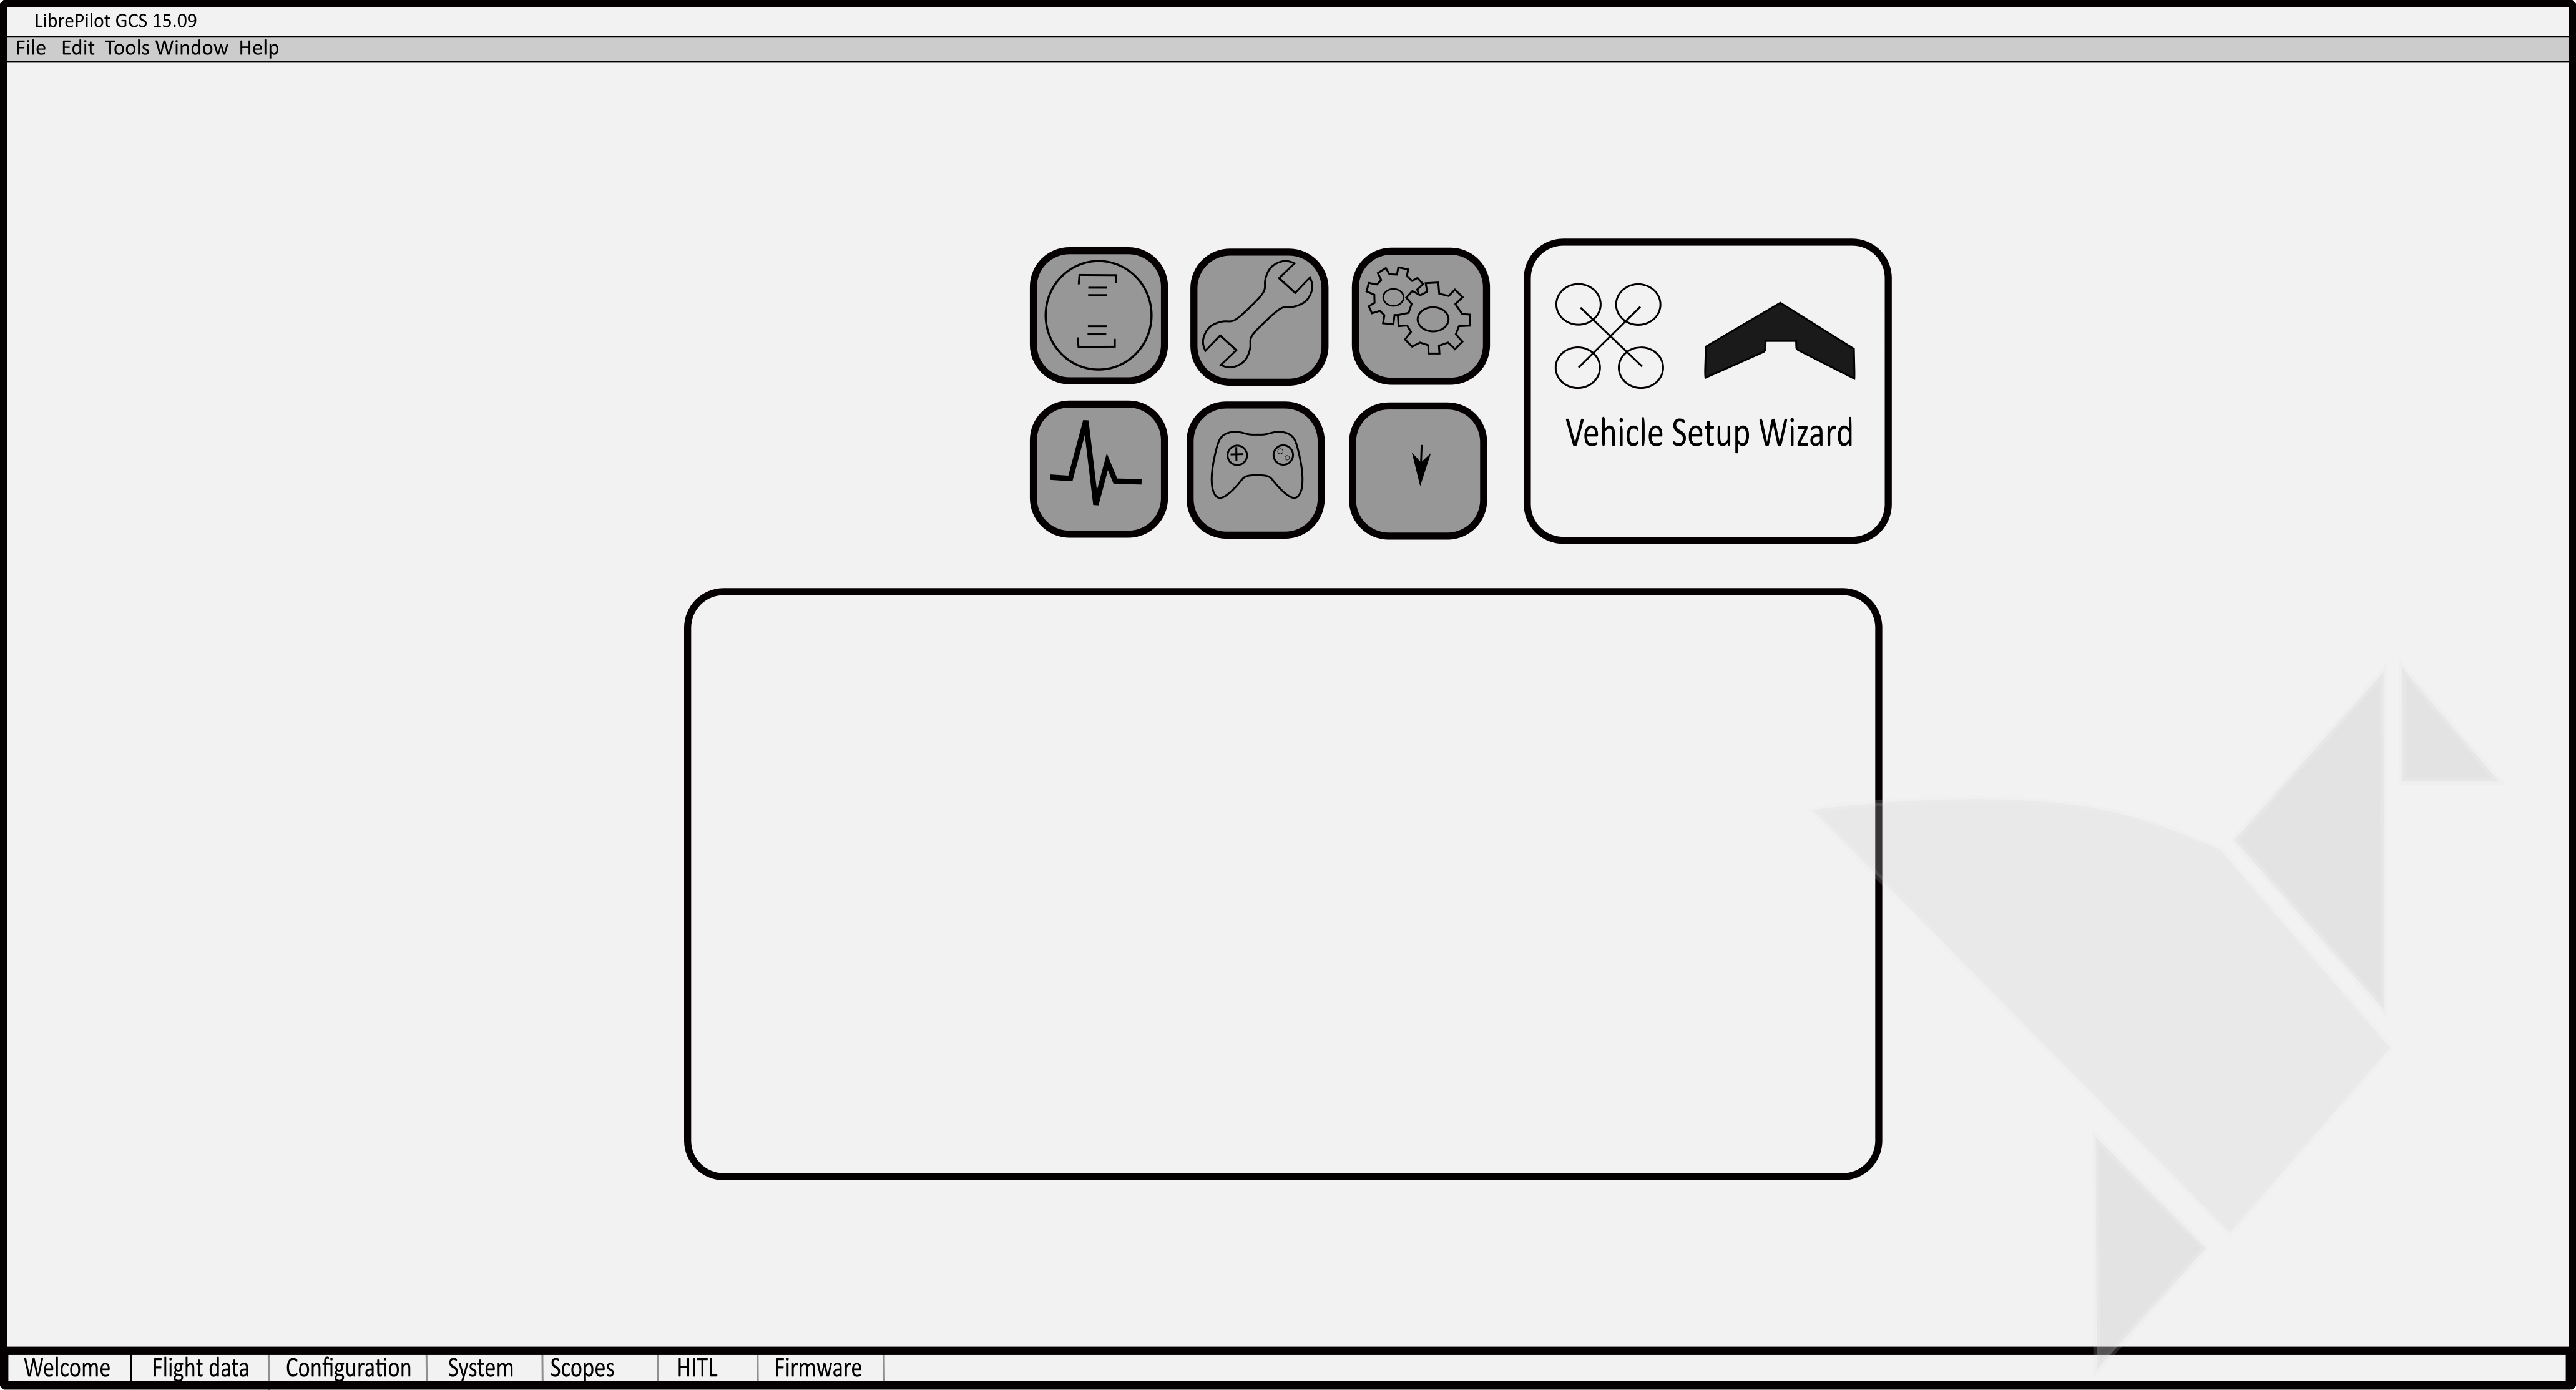 LibrePilot GCS 15.09
File Edit Tools Window Help
Vehicle Setup Wizard
Welcome Flight data Configuration System Scopes HITL Firmware